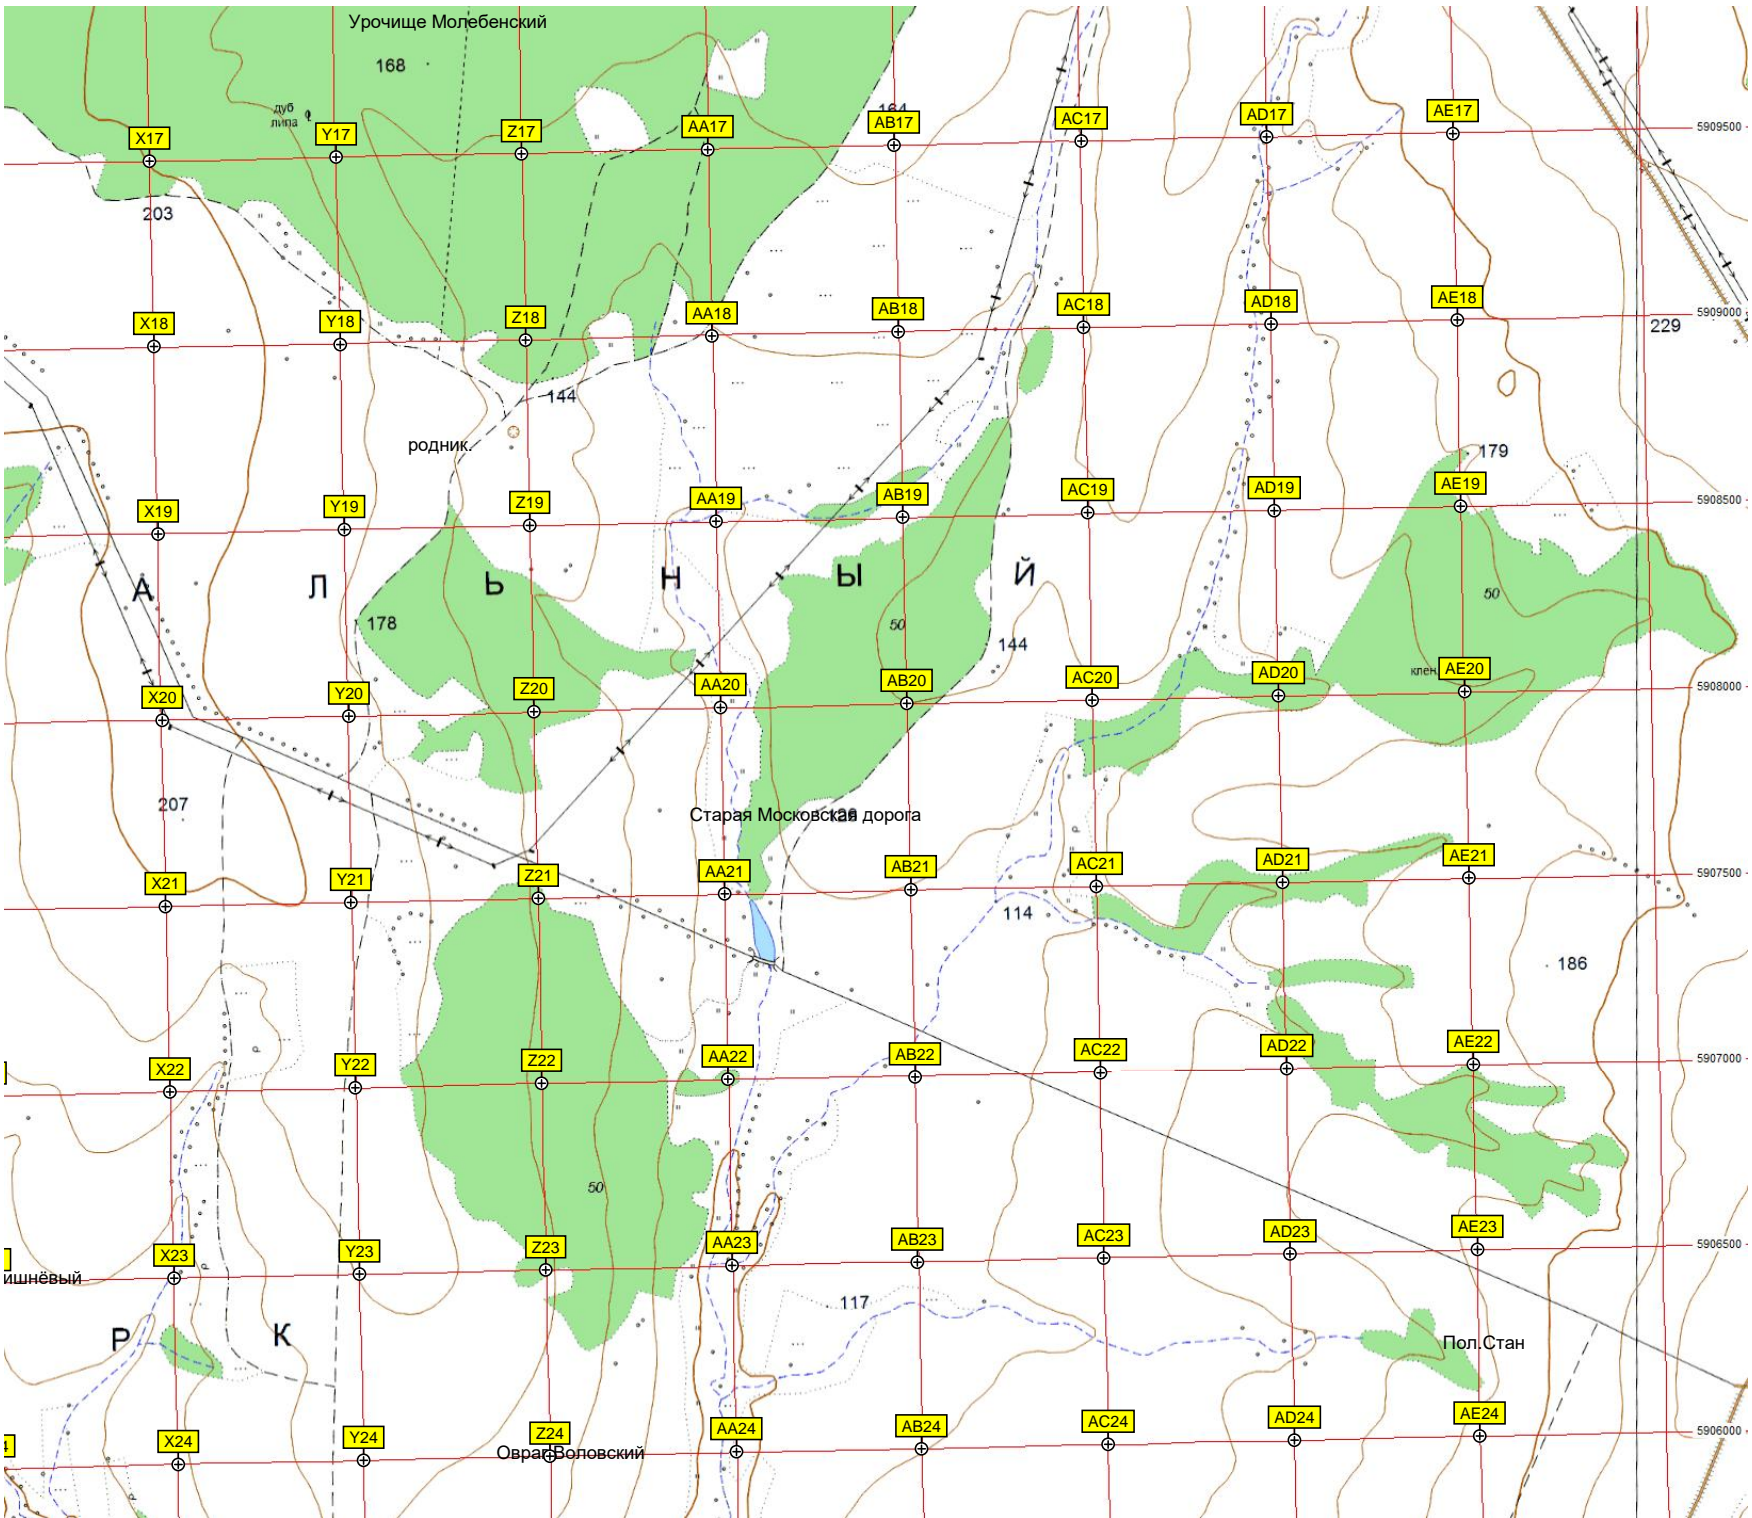 Урочище Молебенский
168
дуб
липа
164
X17 Y17 Z17 AA17 AB17 AC17 AD17 AE17
5909500
203
X18 Y18 Z18 AA18 AB18 AC18 AD18 AE18
5909000
229
144
родник.
179
X19 Y19 Z19 AA19 AB19 AC19 AD19 AE19
5908500
А Л Ь Н Ы Й
50
178
50
144
клен
X20 Y20 Z20 AA20 AB20 AC20 AD20 AE20
5908000
207
Старая Московская дорога
X21 Y21 Z21 AA21 AB21 AC21 AD21 AE21
5907500
114
186
X22 Y22 Z22 AA22 AB22 AC22 AD22 AE22
5907000
50
X23 Y23 Z23 AA23 AB23 AC23 AD23 AE23
5906500
ишнёвый
117
Р К
Пол.Стан
X24 Y24 Z24 AA24 AB24 AC24 AD24 AE24
5906000
Овраг Воловский